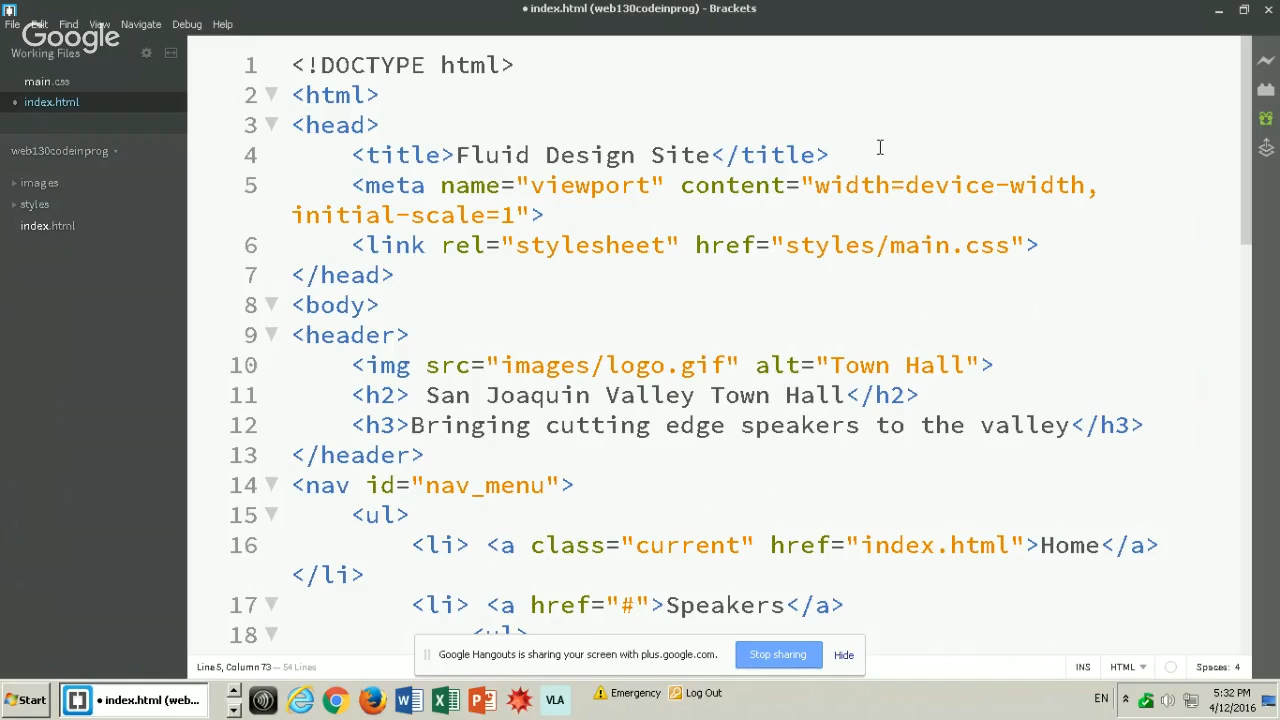 • index.html (web130codeinprog) - Brackets
File Edit Find View Navigate Debug Help
Google
Working Files
main.css
• index.html
web130codeinprog
images
styles
index.html
1 <!DOCTYPE html>
2 <html>
3 <head>
4 <title>Fluid Design Site</title>
5 <meta name="viewport" content="width=device-width,
initial-scale=1">
6 <link rel="stylesheet" href="styles/main.css">
7 </head>
8 <body>
9 <header>
10 <img src="images/logo.gif" alt="Town Hall">
11 <h2> San Joaquin Valley Town Hall</h2>
12 <h3>Bringing cutting edge speakers to the valley</h3>
13 </header>
14 <nav id="nav_menu">
15 <ul>
16 <li> <a class="current" href="index.html">Home</a>
</li>
17 <li> <a href="#">Speakers</a>
18 <ul>
Google Hangouts is sharing your screen with plus.google.com. Stop sharing Hide
Line 5, Column 73 — 54 Lines INS HTML Spaces: 4
Start • index.html (web... VLA Emergency Log Out EN 5:32 PM
4/12/2016